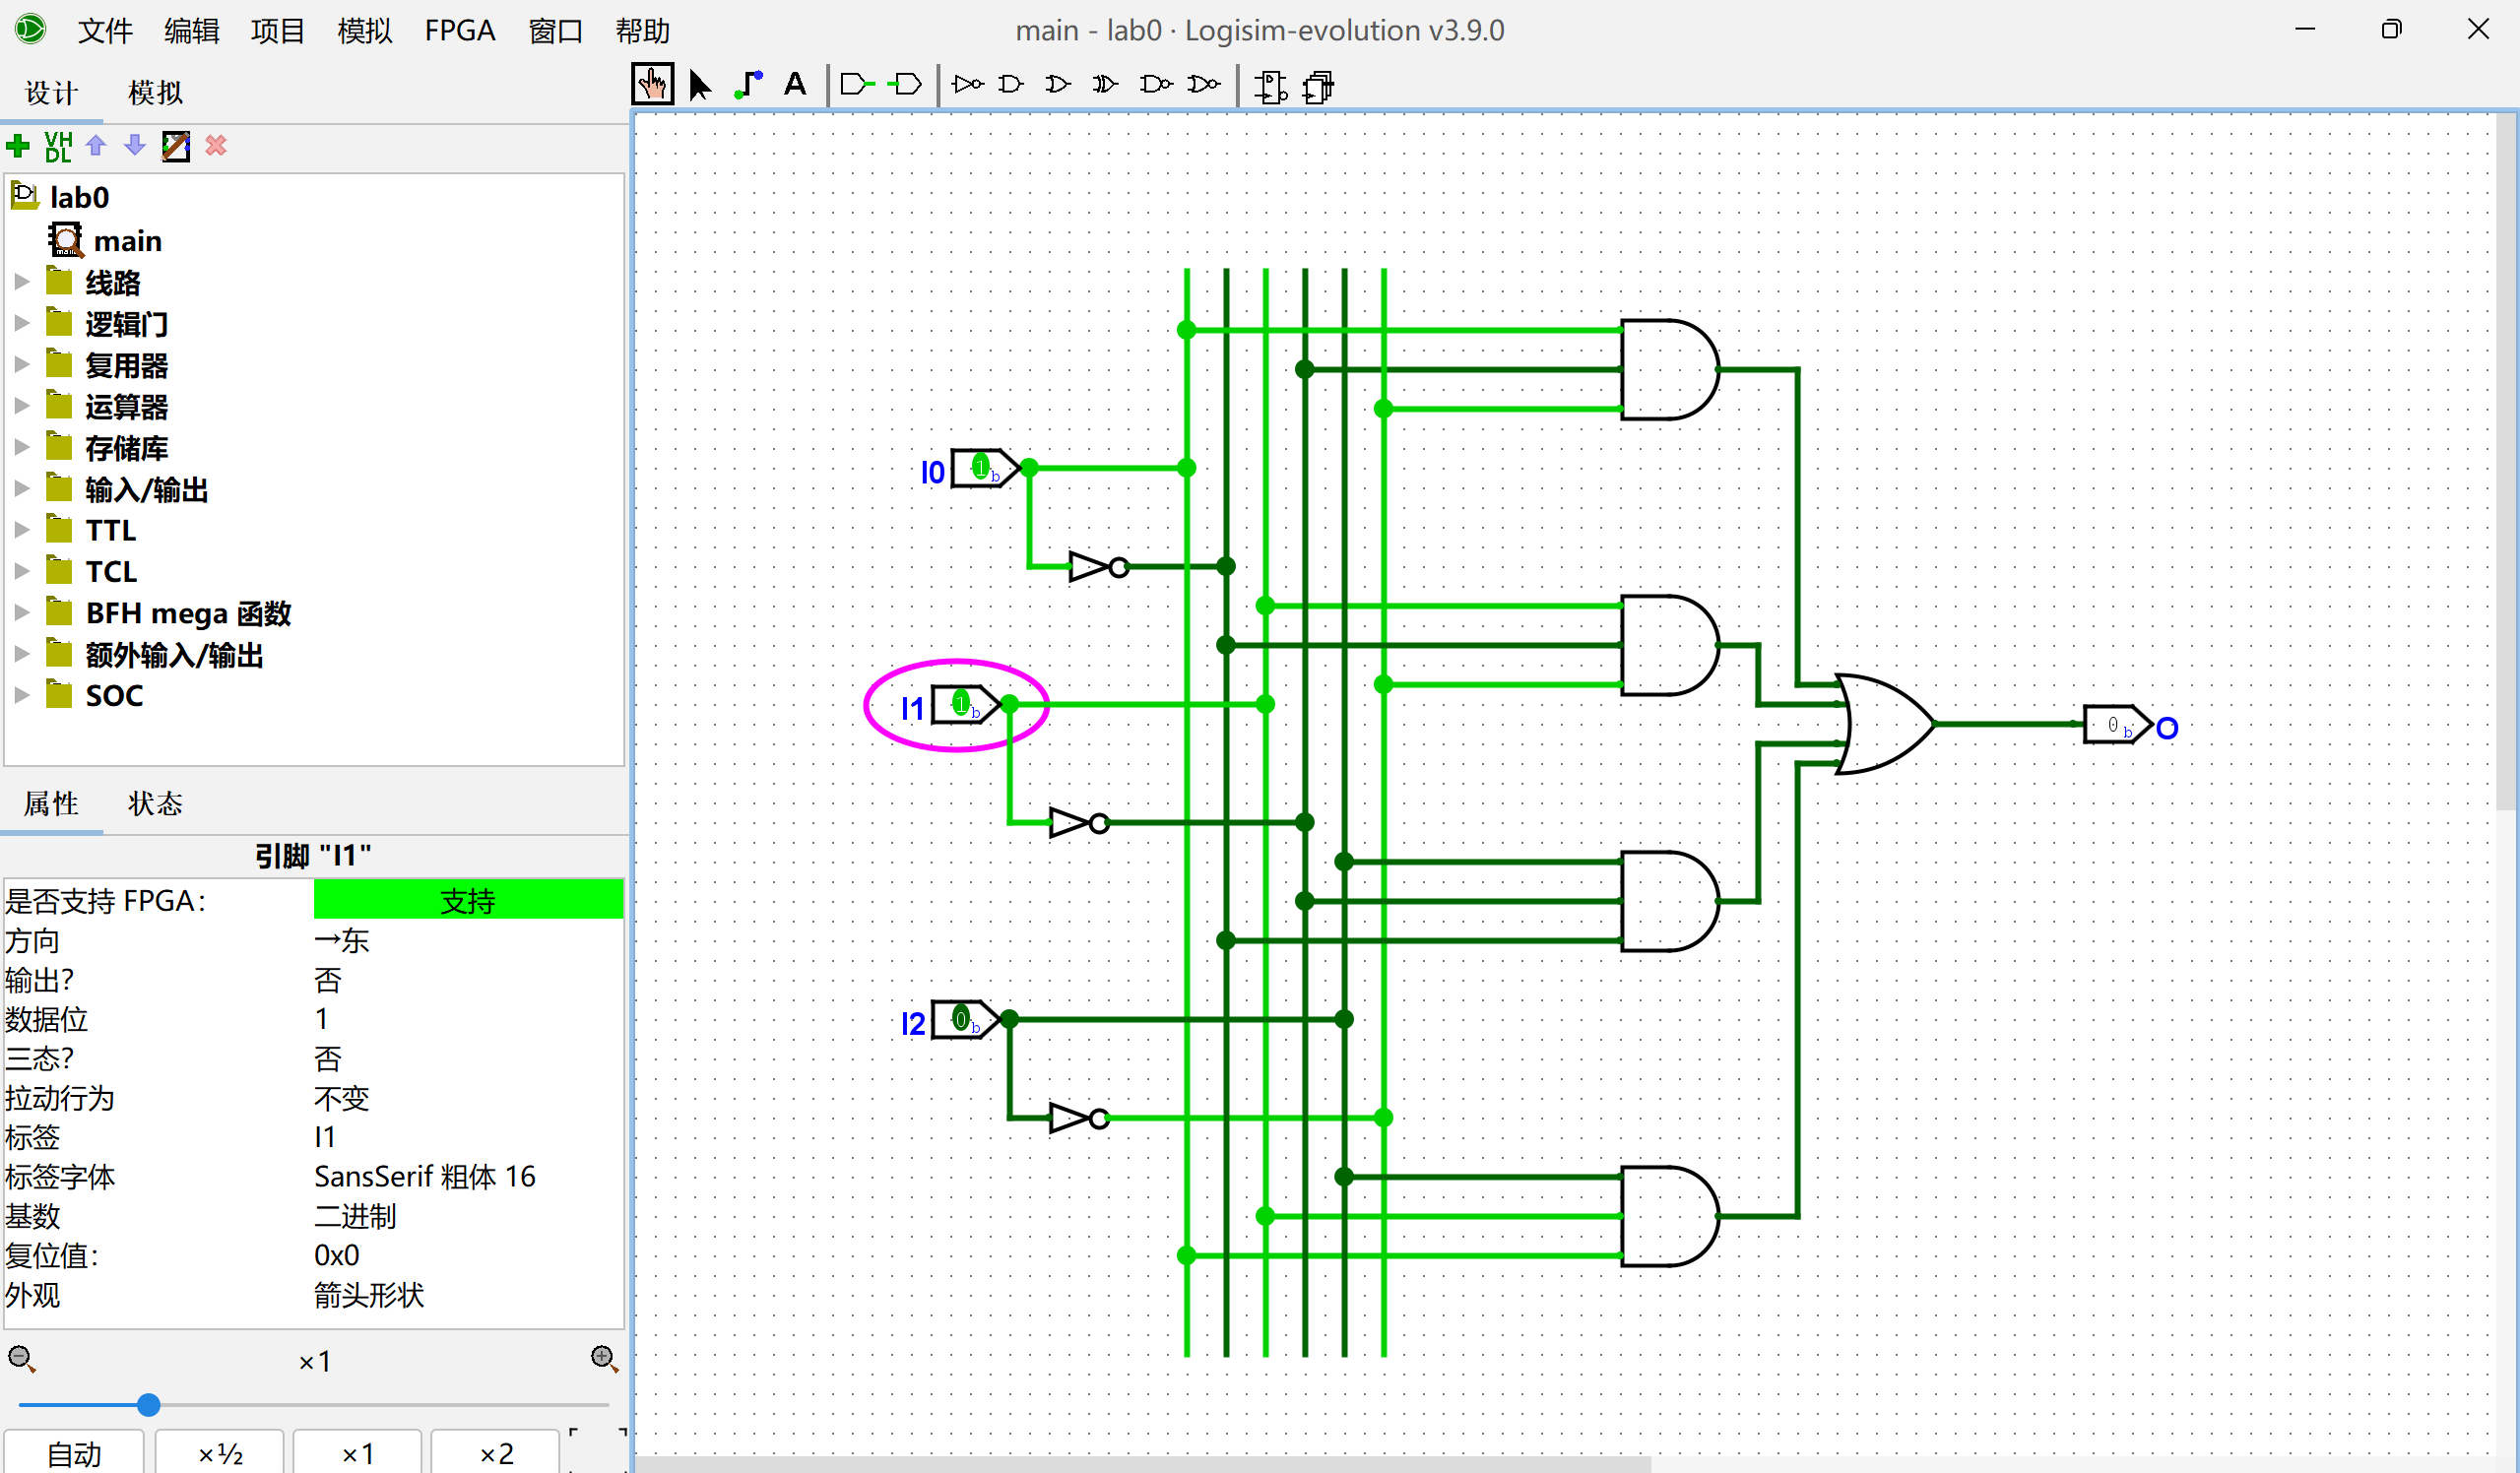 文件 编辑 项目 模拟 FPGA 窗口 帮助
main - lab0 · Logisim-evolution v3.9.0
设计 模拟
A
VHDL
lab0
main
线路
逻辑门
复用器
运算器
存储库
输入/输出
TTL
TCL
BFH mega 函数
额外输入/输出
SOC
属性 状态
引脚 "I1"
是否支持 FPGA： 支持
方向 →东
输出? 否
数据位 1
三态? 否
拉动行为 不变
标签 I1
标签字体 SansSerif 粗体 16
基数 二进制
复位值： 0x0
外观 箭头形状
×1
自动 ×½ ×1 ×2
I0 1 b
I1 1 b
0 b O
I2 0 b